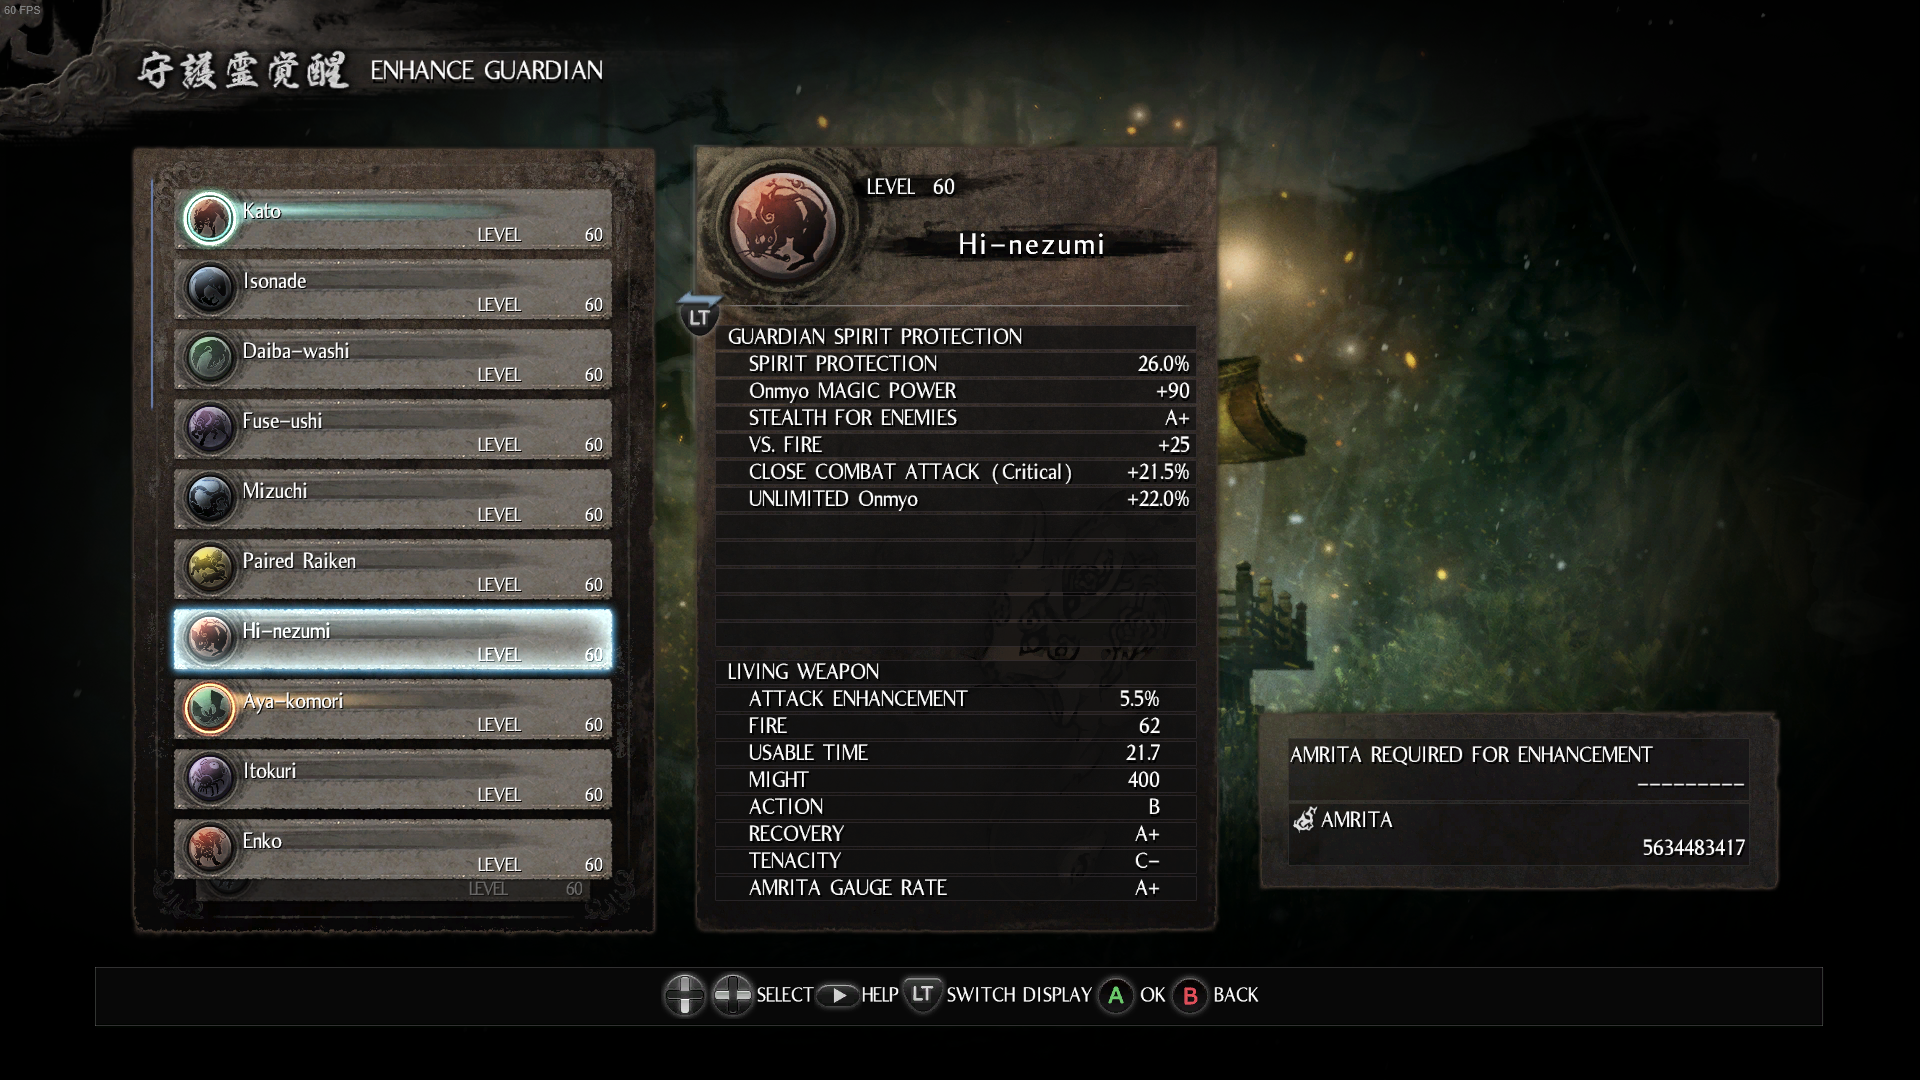 60 FPS
守護霊覚醒 ENHANCE GUARDIAN
Kato
LEVEL 60
Isonade
LEVEL 60
Daiba-washi
LEVEL 60
Fuse-ushi
LEVEL 60
Mizuchi
LEVEL 60
Paired Raiken
LEVEL 60
Hi-nezumi
LEVEL 60
Aya-komori
LEVEL 60
Itokuri
LEVEL 60
Enko
LEVEL 60
LEVEL 60
LEVEL 60
Hi-nezumi
LT
GUARDIAN SPIRIT PROTECTION
SPIRIT PROTECTION 26.0%
Onmyo MAGIC POWER +90
STEALTH FOR ENEMIES A+
VS. FIRE +25
CLOSE COMBAT ATTACK (Critical) +21.5%
UNLIMITED Onmyo +22.0%
LIVING WEAPON
ATTACK ENHANCEMENT 5.5%
FIRE 62
USABLE TIME 21.7
MIGHT 400
ACTION B
RECOVERY A+
TENACITY C-
AMRITA GAUGE RATE A+
AMRITA REQUIRED FOR ENHANCEMENT
---------
AMRITA
5634483417
SELECT HELP LT SWITCH DISPLAY A OK B BACK